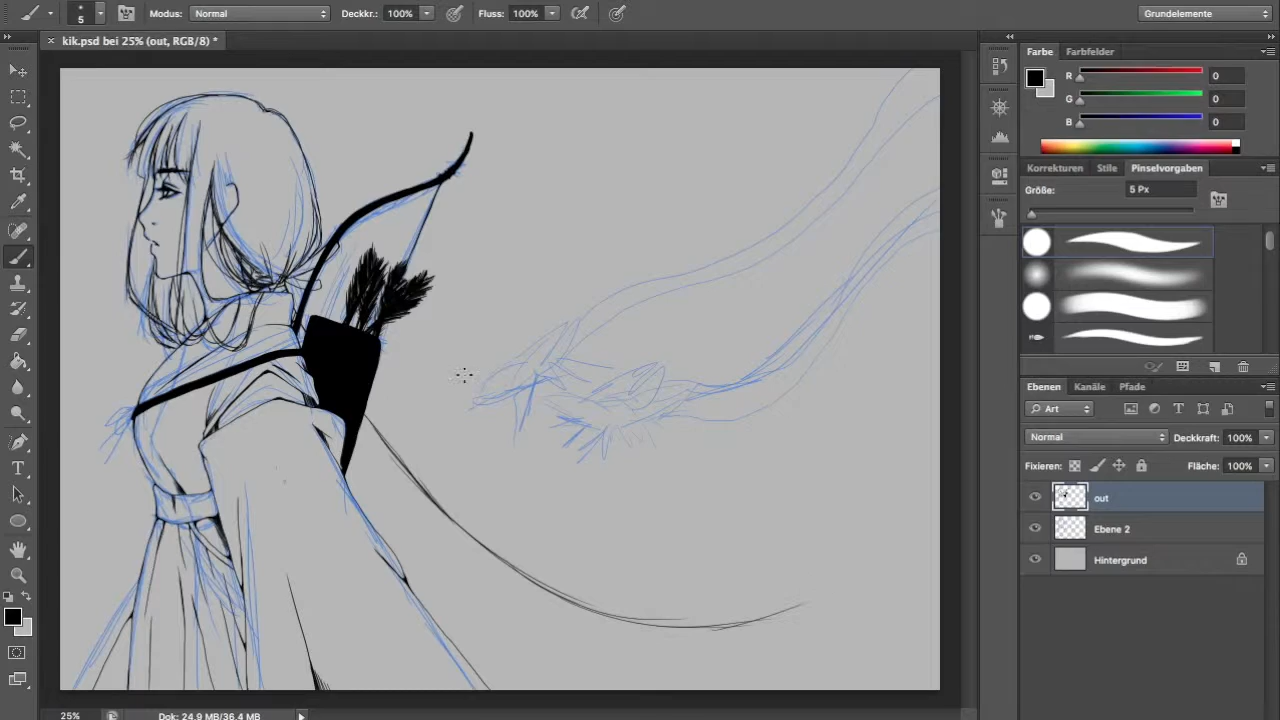 5 Modus: Normal Deckkr.: 100% Fluss: 100% Grundelemente
kik.psd bei 25% (out, RGB/8) *
Farbe Farbfelder
R 0
G 0
B 0
Korrekturen Stile Pinselvorgaben
Größe: 5 Px
Ebenen Kanäle Pfade
Art
Normal Deckkraft: 100%
Fixieren: Fläche: 100%
out
Ebene 2
Hintergrund
25% Dok: 24.9 MB/36.4 MB